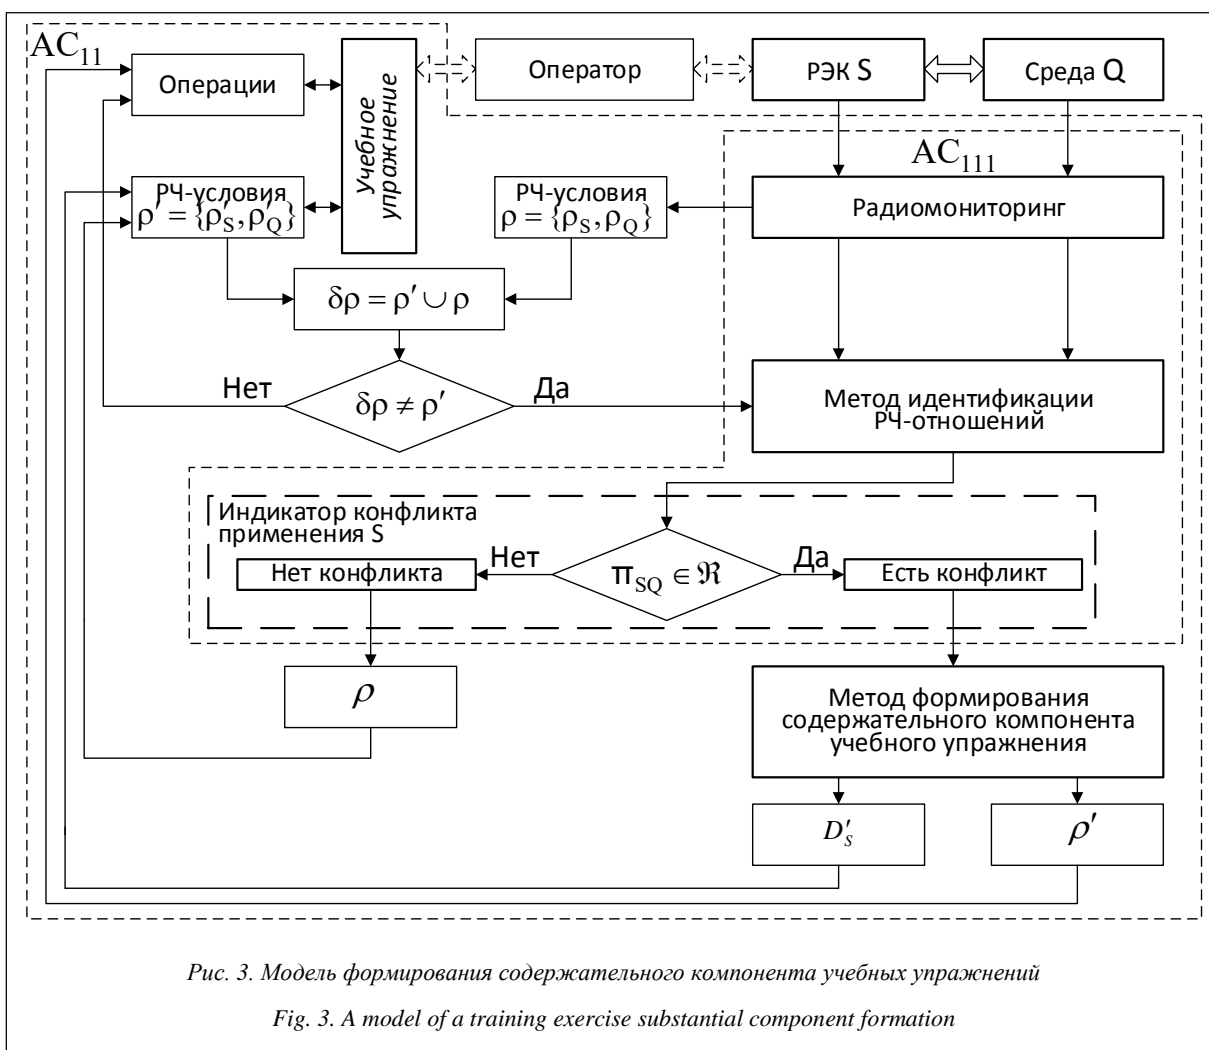 АС11
Операции
Учебное
упражнение
Оператор
РЭК S
Среда Q
АС111
РЧ-условия
ρ′ = {ρ′S, ρ′Q}
РЧ-условия
ρ = {ρS, ρQ}
Радиомониторинг
δρ = ρ′ ∪ ρ
Нет
δρ ≠ ρ′
Да
Метод идентификации
РЧ-отношений
Индикатор конфликта
применения S
Нет
Да
Нет конфликта
πSQ ∈ ℜ
Есть конфликт
ρ
Метод формирования
содержательного компонента
учебного упражнения
D′S
ρ′
Рис. 3. Модель формирования содержательного компонента учебных упражнений
Fig. 3. A model of a training exercise substantial component formation